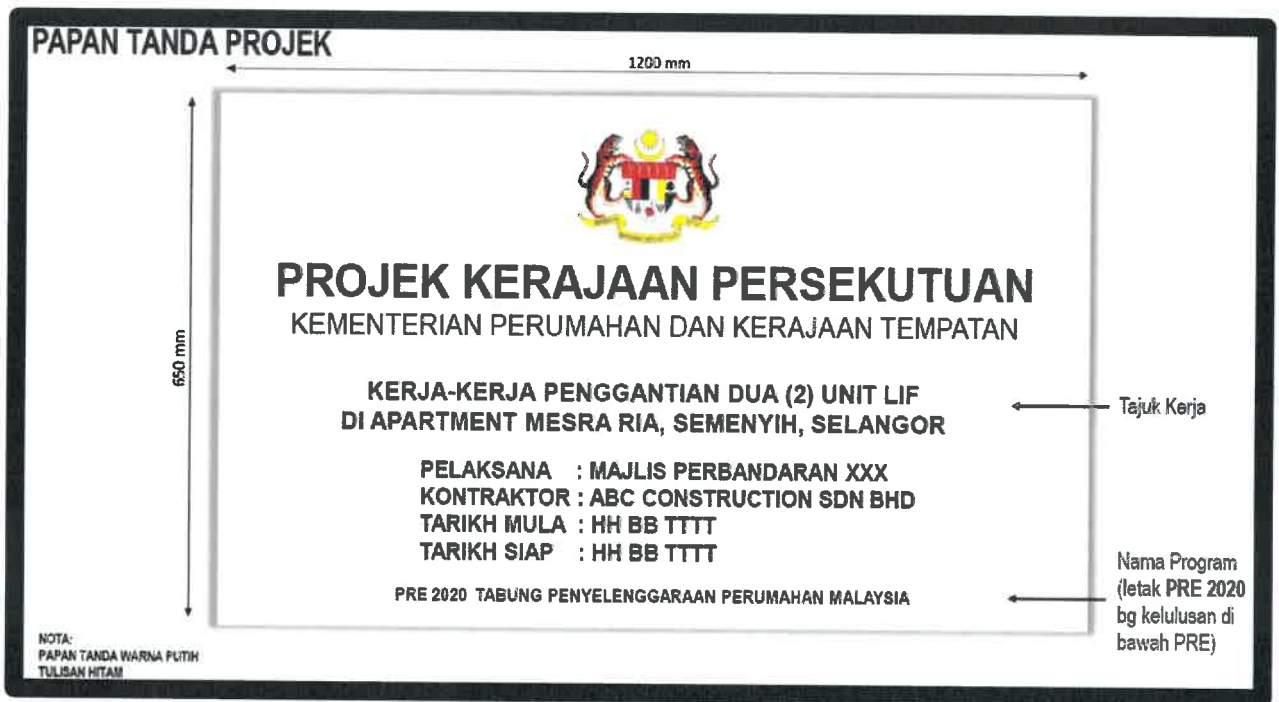 PAPAN TANDA PROJEK
1200 mm
650 mm
PROJEK KERAJAAN PERSEKUTUAN
KEMENTERIAN PERUMAHAN DAN KERAJAAN TEMPATAN
KERJA-KERJA PENGGANTIAN DUA (2) UNIT LIF
DI APARTMENT MESRA RIA, SEMENYIH, SELANGOR
Tajuk Kerja
PELAKSANA : MAJLIS PERBANDARAN XXX
KONTRAKTOR : ABC CONSTRUCTION SDN BHD
TARIKH MULA : HH BB TTTT
TARIKH SIAP : HH BB TTTT
PRE 2020 TABUNG PENYELENGGARAAN PERUMAHAN MALAYSIA
Nama Program
(letak PRE 2020
bg kelulusan di
bawah PRE)
NOTA:
PAPAN TANDA WARNA PUTIH
TULISAN HITAM